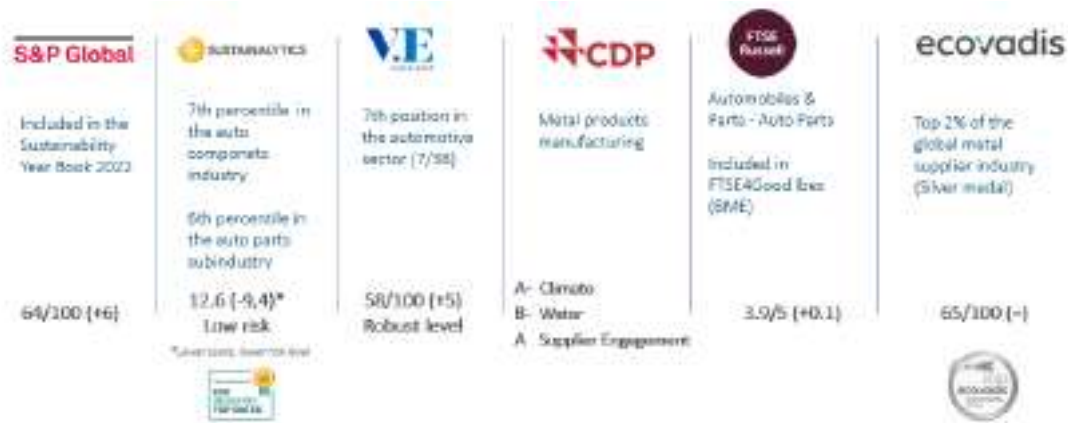 S&P Global
Included in the
Sustainability
Year Book 2022
64/100 (+6)
SUSTAINALYTICS
7th percentile in
the auto
componets
industry
6th percentile in
the auto parts
subindustry
12,6 (-9,4)*
Low risk
V.E
7th position in
the automotive
sector (7/38)
58/100 (+5)
Robust level
CDP
Metal products
manufacturing
A- Climate
B- Water
A Supplier Engagement
FTSE
Russell
Automobiles &
Parts - Auto Parts
Included in
FTSE4Good Ibex
(BME)
3.9/5 (+0.1)
ecovadis
Top 2% of the
global metal
supplier industry
(Silver medal)
65/100 (=)
ecovadis